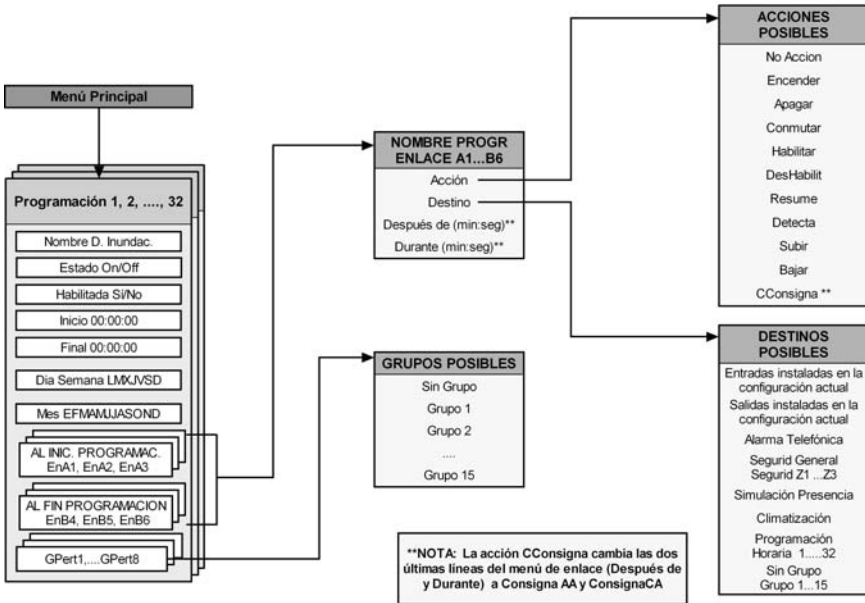 Menú Principal
Programación 1, 2, ...., 32
Nombre D. Inundac.
Estado On/Off
Habilitada Si/No
Inicio 00:00:00
Final 00:00:00
Dia Semana LMXJVSD
Mes EFMAMJJASOND
AL INIC. PROGRAMAC.
EnA1, EnA2, EnA3
AL FIN PROGRAMACION
EnB4, EnB5, EnB6
GPert1,....GPert8
NOMBRE PROGR
ENLACE A1...B6
Acción
Destino
Después de (min:seg)**
Durante (min:seg)**
GRUPOS POSIBLES
Sin Grupo
Grupo 1
Grupo 2
....
Grupo 15
**NOTA: La acción CConsigna cambia las dos
últimas líneas del menú de enlace (Después de
y Durante) a Consigna AA y ConsignaCA
ACCIONES
POSIBLES
No Accion
Encender
Apagar
Conmutar
Habilitar
DesHabilit
Resume
Detecta
Subir
Bajar
CConsigna **
DESTINOS
POSIBLES
Entradas instaladas en la
configuración actual
Salidas instaladas en la
configuración actual
Alarma Telefónica
Segurid General
Segurid Z1 ...Z3
Simulación Presencia
Climatización
Programación
Horaria 1.....32
Sin Grupo
Grupo 1...15